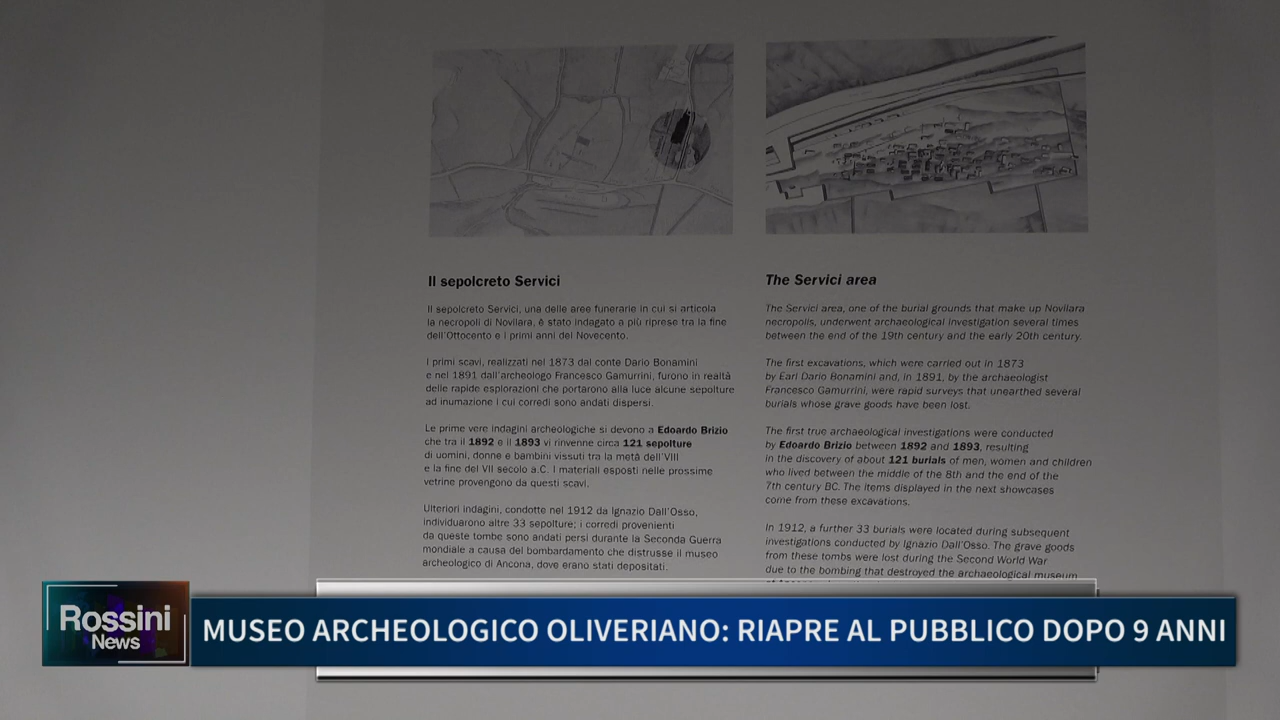 Il sepolcreto Servici
Il sepolcreto Servici, una delle aree funerarie in cui si articola
la necropoli di Novilara, è stato indagato a più riprese tra la fine
dell'Ottocento e i primi anni del Novecento.
I primi scavi, realizzati nel 1873 dal conte Dario Bonamini
e nel 1891 dall'archeologo Francesco Gamurrini, furono in realtà
delle rapide esplorazioni che portarono alla luce alcune sepolture
ad inumazione i cui corredi sono andati dispersi.
Le prime vere indagini archeologiche si devono a Edoardo Brizio
che tra il 1892 e il 1893 vi rinvenne circa 121 sepolture
di uomini, donne e bambini vissuti tra la metà dell'VIII
e la fine del VII secolo a.C. I materiali esposti nelle prossime
vetrine provengono da questi scavi.
Ulteriori indagini, condotte nel 1912 da Ignazio Dall'Osso,
individuarono altre 33 sepolture; i corredi provenienti
da queste tombe sono andati persi durante la Seconda Guerra
mondiale a causa del bombardamento che distrusse il museo
archeologico di Ancona, dove erano stati depositati.
The Servici area
The Servici area, one of the burial grounds that make up Novilara
necropolis, underwent archaeological investigation several times
between the end of the 19th century and the early 20th century.
The first excavations, which were carried out in 1873
by Earl Dario Bonamini and, in 1891, by the archaeologist
Francesco Gamurrini, were rapid surveys that unearthed several
burials whose grave goods have been lost.
The first true archaeological investigations were conducted
by Edoardo Brizio between 1892 and 1893, resulting
in the discovery of about 121 burials of men, women and children
who lived between the middle of the 8th and the end of the
7th century BC. The items displayed in the next showcases
come from these excavations.
In 1912, a further 33 burials were located during subsequent
investigations conducted by Ignazio Dall'Osso. The grave goods
from these tombs were lost during the Second World War
due to the bombing that destroyed the archaeological museum
Rossini
News
MUSEO ARCHEOLOGICO OLIVERIANO: RIAPRE AL PUBBLICO DOPO 9 ANNI